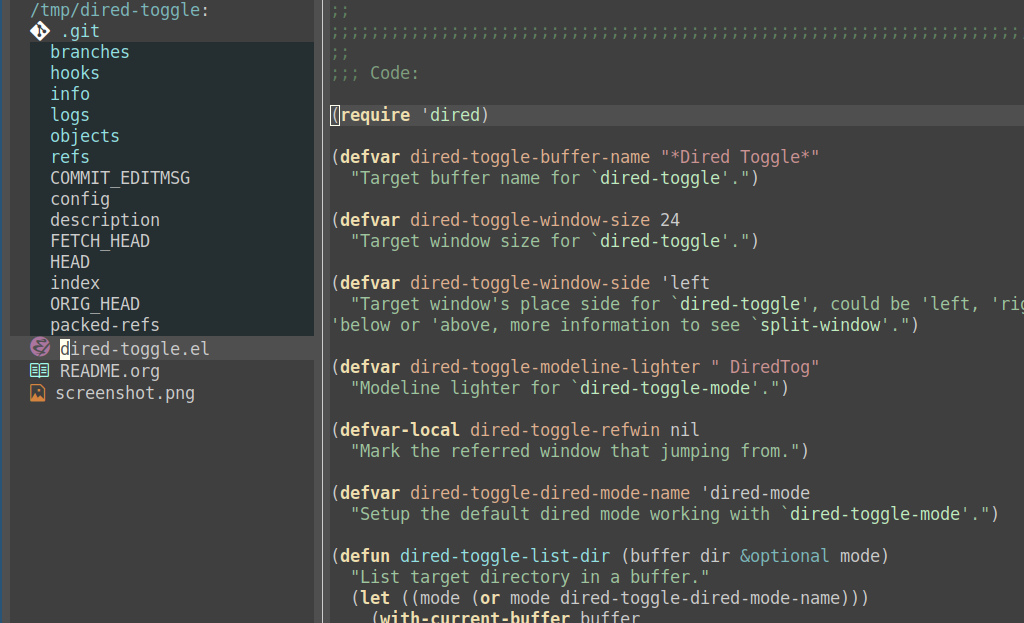 /tmp/dired-toggle:
.git
branches
hooks
info
logs
objects
refs
COMMIT_EDITMSG
config
description
FETCH_HEAD
HEAD
index
ORIG_HEAD
packed-refs
dired-toggle.el
README.org
screenshot.png
;;
;;;;;;;;;;;;;;;;;;;;;;;;;;;;;;;;;;;;;;;;;;;;;;;;;;;;;;;;;;;;;;;;;;;;;;
;;
;;; Code:
(require 'dired)
(defvar dired-toggle-buffer-name "*Dired Toggle*"
"Target buffer name for `dired-toggle'.")
(defvar dired-toggle-window-size 24
"Target window size for `dired-toggle'.")
(defvar dired-toggle-window-side 'left
"Target window's place side for `dired-toggle', could be 'left, 'rig
'below or 'above, more information to see `split-window'.")
(defvar dired-toggle-modeline-lighter " DiredTog"
"Modeline lighter for `dired-toggle-mode'.")
(defvar-local dired-toggle-refwin nil
"Mark the referred window that jumping from.")
(defvar dired-toggle-dired-mode-name 'dired-mode
"Setup the default dired mode working with `dired-toggle-mode'.")
(defun dired-toggle-list-dir (buffer dir &optional mode)
"List target directory in a buffer."
(let ((mode (or mode dired-toggle-dired-mode-name)))
(with-current-buffer buffer